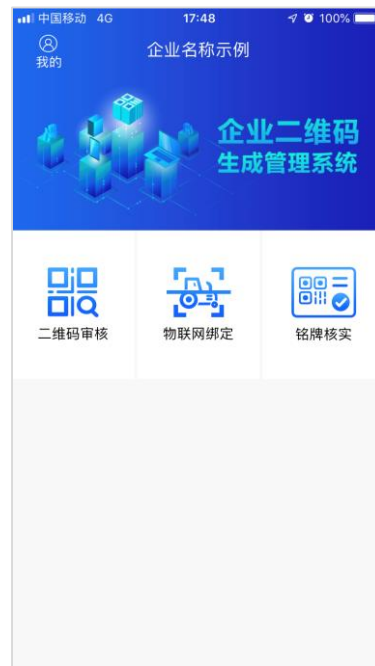 中国移动 4G 17:48 100%
我的 企业名称示例
企业二维码
生成管理系统
二维码审核 物联网绑定 铭牌核实